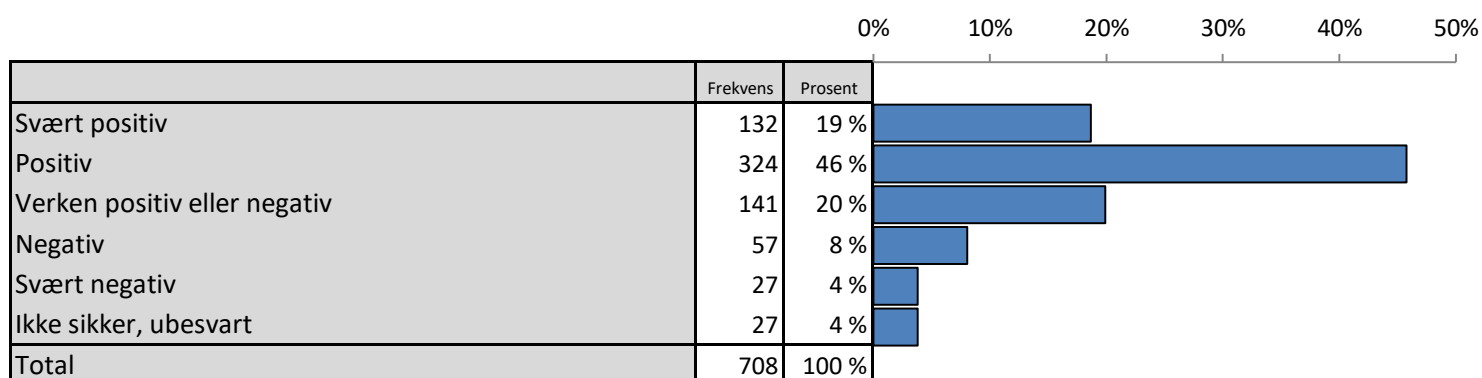 0% 10% 20% 30% 40% 50%
Frekvens Prosent
Svært positiv 132 19 %
Positiv 324 46 %
Verken positiv eller negativ 141 20 %
Negativ 57 8 %
Svært negativ 27 4 %
Ikke sikker, ubesvart 27 4 %
Total 708 100 %